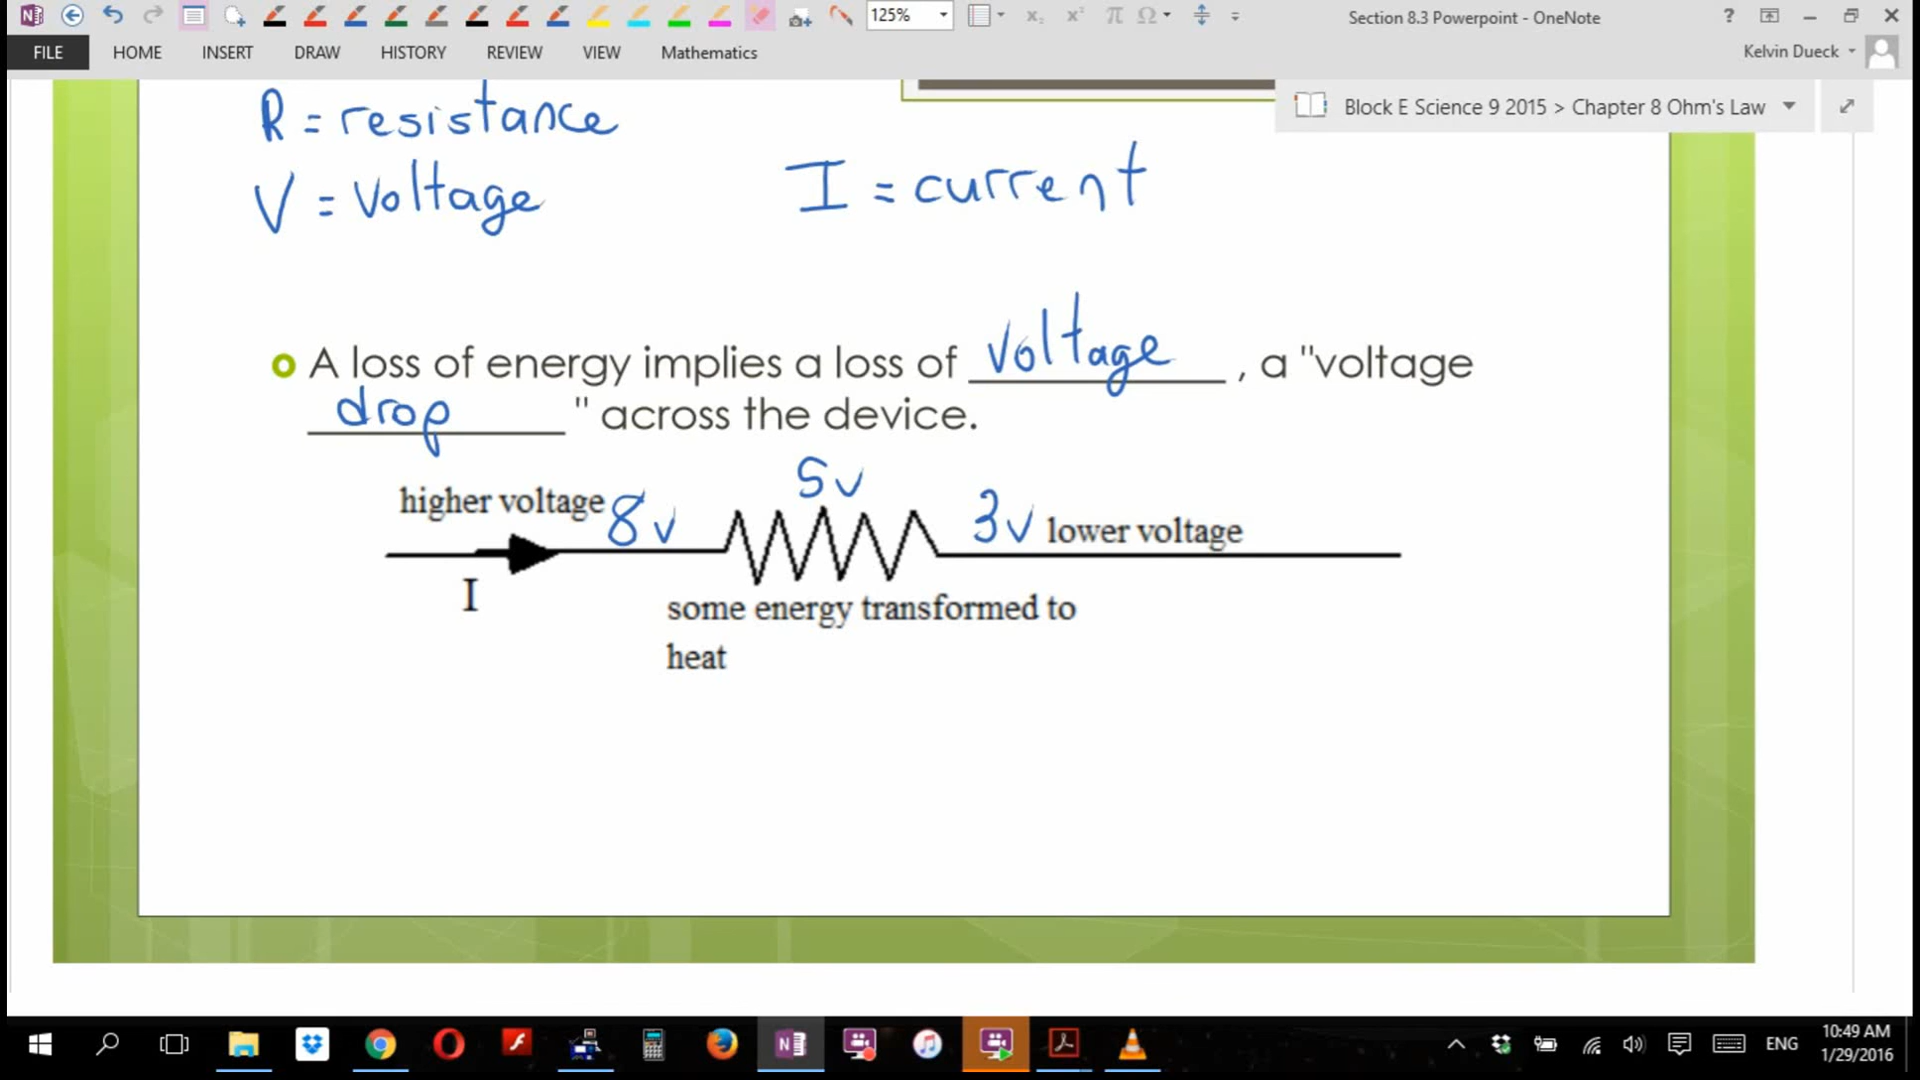 125%
x₂ x² π Ω
Section 8.3 Powerpoint - OneNote
?
FILE HOME INSERT DRAW HISTORY REVIEW VIEW Mathematics
Kelvin Dueck
Block E Science 9 2015 > Chapter 8 Ohm's Law
R = resistance
V = voltage
I = current
A loss of energy implies a loss of voltage , a "voltage
drop " across the device.
5v
higher voltage 8v 3v lower voltage
I
some energy transformed to
heat
ENG
10:49 AM
1/29/2016